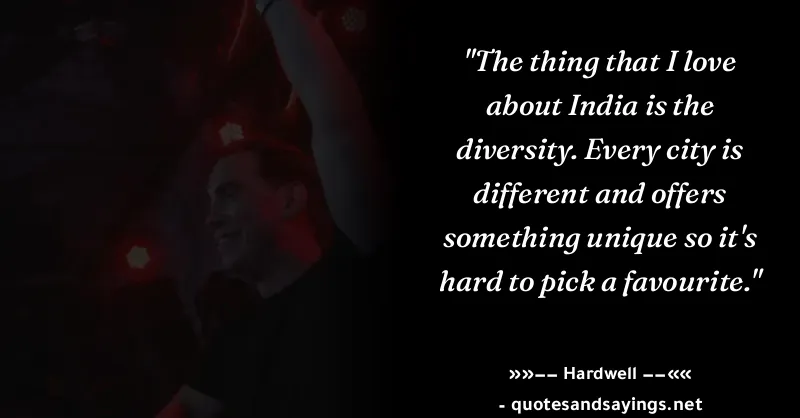 "The thing that I love
about India is the
diversity. Every city is
different and offers
something unique so it's
hard to pick a favourite."
»»–– Hardwell ––««
- quotesandsayings.net